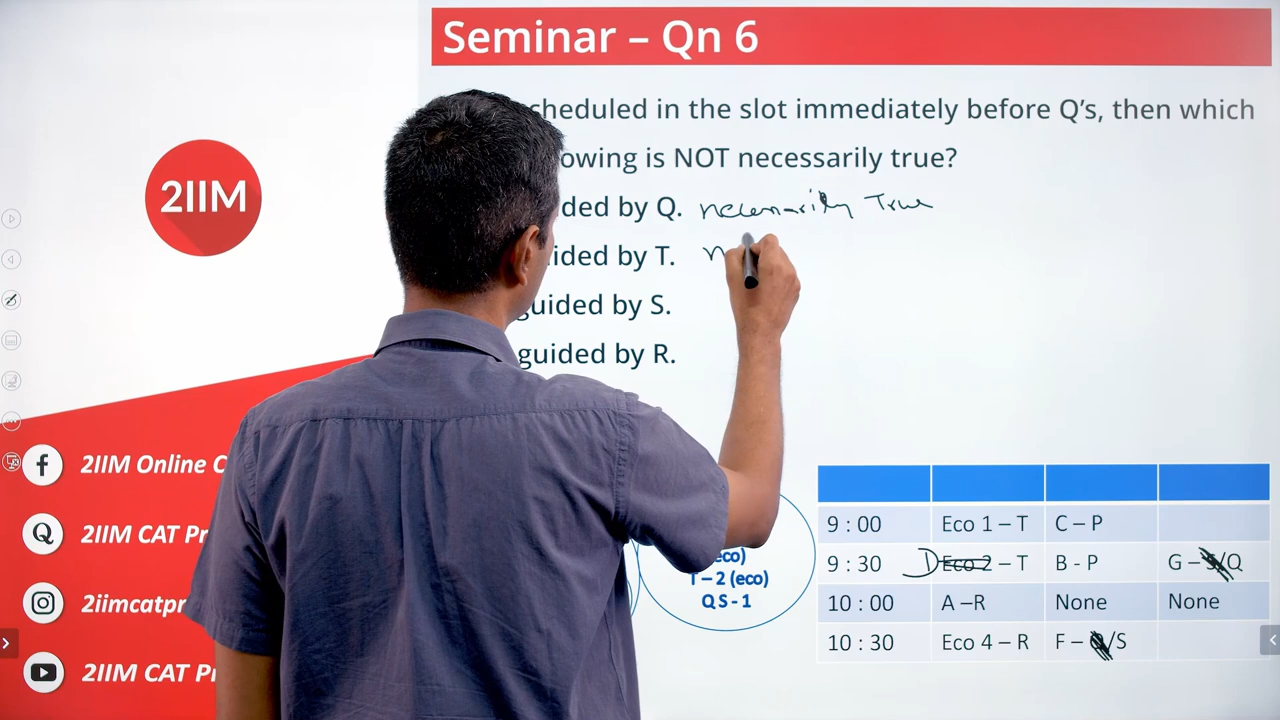 Seminar – Qn 6
cheduled in the slot immediately before Q's, then which
owing is NOT necessarily true?
ded by Q. necessarily True
ided by T. n
guided by S.
guided by R.
2IIM
2IIM Online C
2IIM CAT Pr
2iimcatpr
2IIM CAT P
eco)
T – 2 (eco)
Q S - 1
9 : 00 Eco 1 – T C – P
9 : 30 D Eco 2 – T B - P G – S/Q
10 : 00 A –R None None
10 : 30 Eco 4 – R F – Q/S